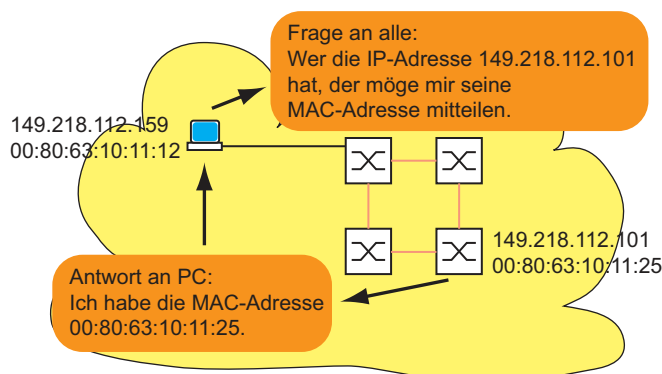 Frage an alle:
Wer die IP-Adresse 149.218.112.101
hat, der möge mir seine
MAC-Adresse mitteilen.
149.218.112.159
00:80:63:10:11:12
149.218.112.101
00:80:63:10:11:25
Antwort an PC:
Ich habe die MAC-Adresse
00:80:63:10:11:25.